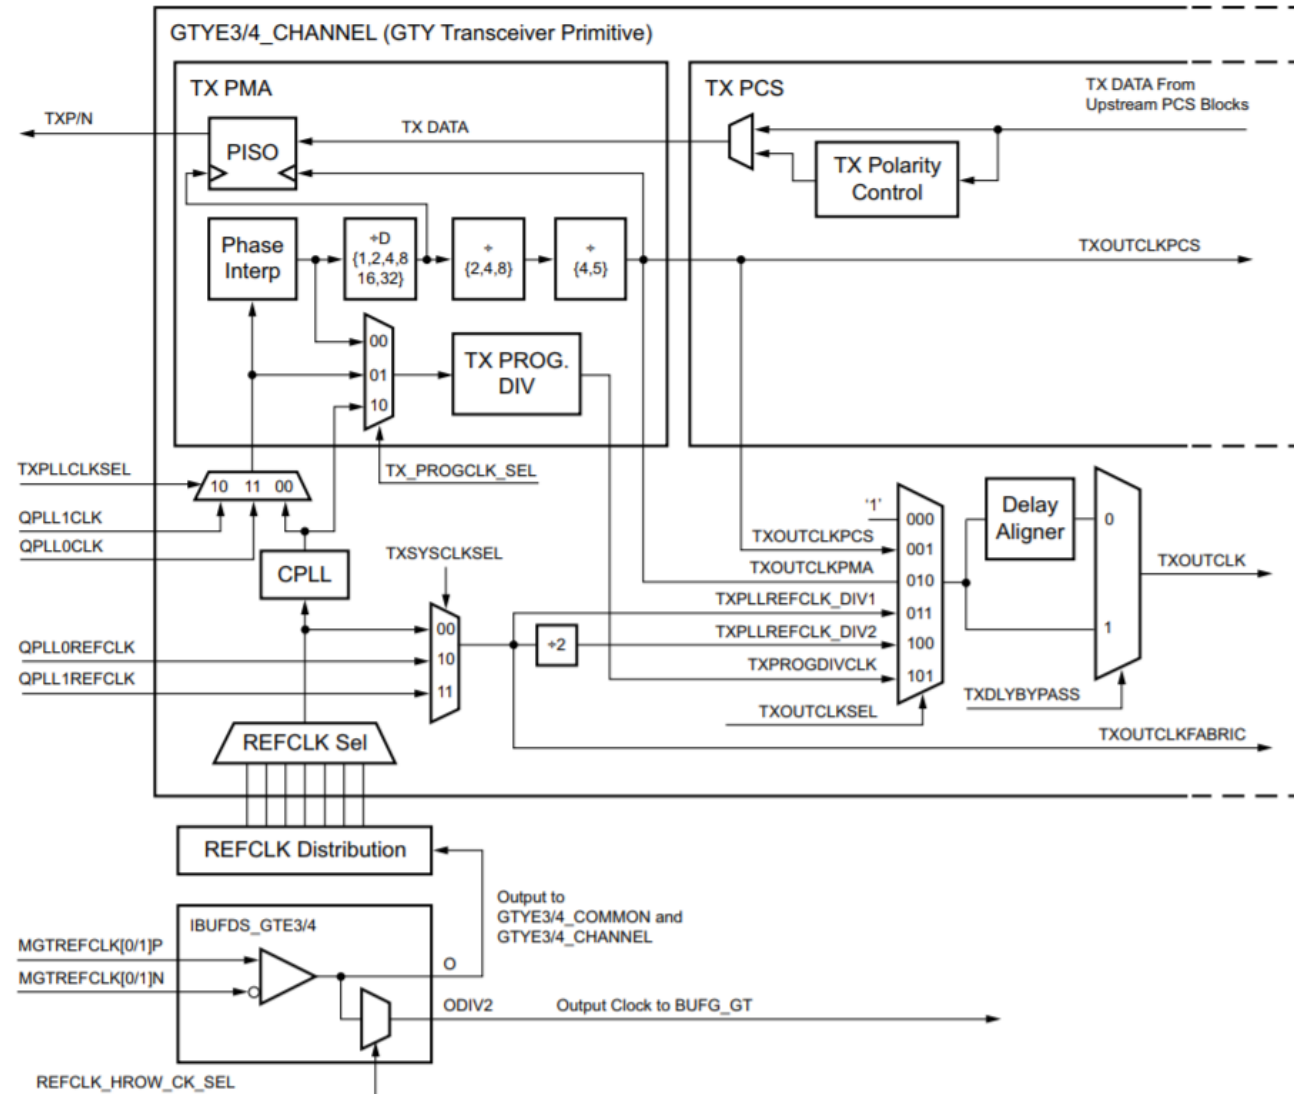 GTYE3/4_CHANNEL (GTY Transceiver Primitive)
TX PMA
TX PCS
TX DATA From
Upstream PCS Blocks
TXP/N
TX DATA
PISO
TX Polarity
Control
Phase
Interp
÷D
{1,2,4,8
16,32}
÷
{2,4,8}
÷
{4,5}
TXOUTCLKPCS
00
01
10
TX PROG.
DIV
TX_PROGCLK_SEL
TXPLLCLKSEL
10 11 00
QPLL1CLK
QPLL0CLK
CPLL
TXSYSCLKSEL
00
10
11
QPLL0REFCLK
QPLL1REFCLK
÷2
'1'
TXOUTCLKPCS
TXOUTCLKPMA
TXPLLREFCLK_DIV1
TXPLLREFCLK_DIV2
TXPROGDIVCLK
000
001
010
011
100
101
TXOUTCLKSEL
Delay
Aligner
0
1
TXOUTCLK
TXDLYBYPASS
TXOUTCLKFABRIC
REFCLK Sel
REFCLK Distribution
Output to
GTYE3/4_COMMON and
GTYE3/4_CHANNEL
IBUFDS_GTE3/4
MGTREFCLK[0/1]P
MGTREFCLK[0/1]N
O
ODIV2
Output Clock to BUFG_GT
REFCLK_HROW_CK_SEL